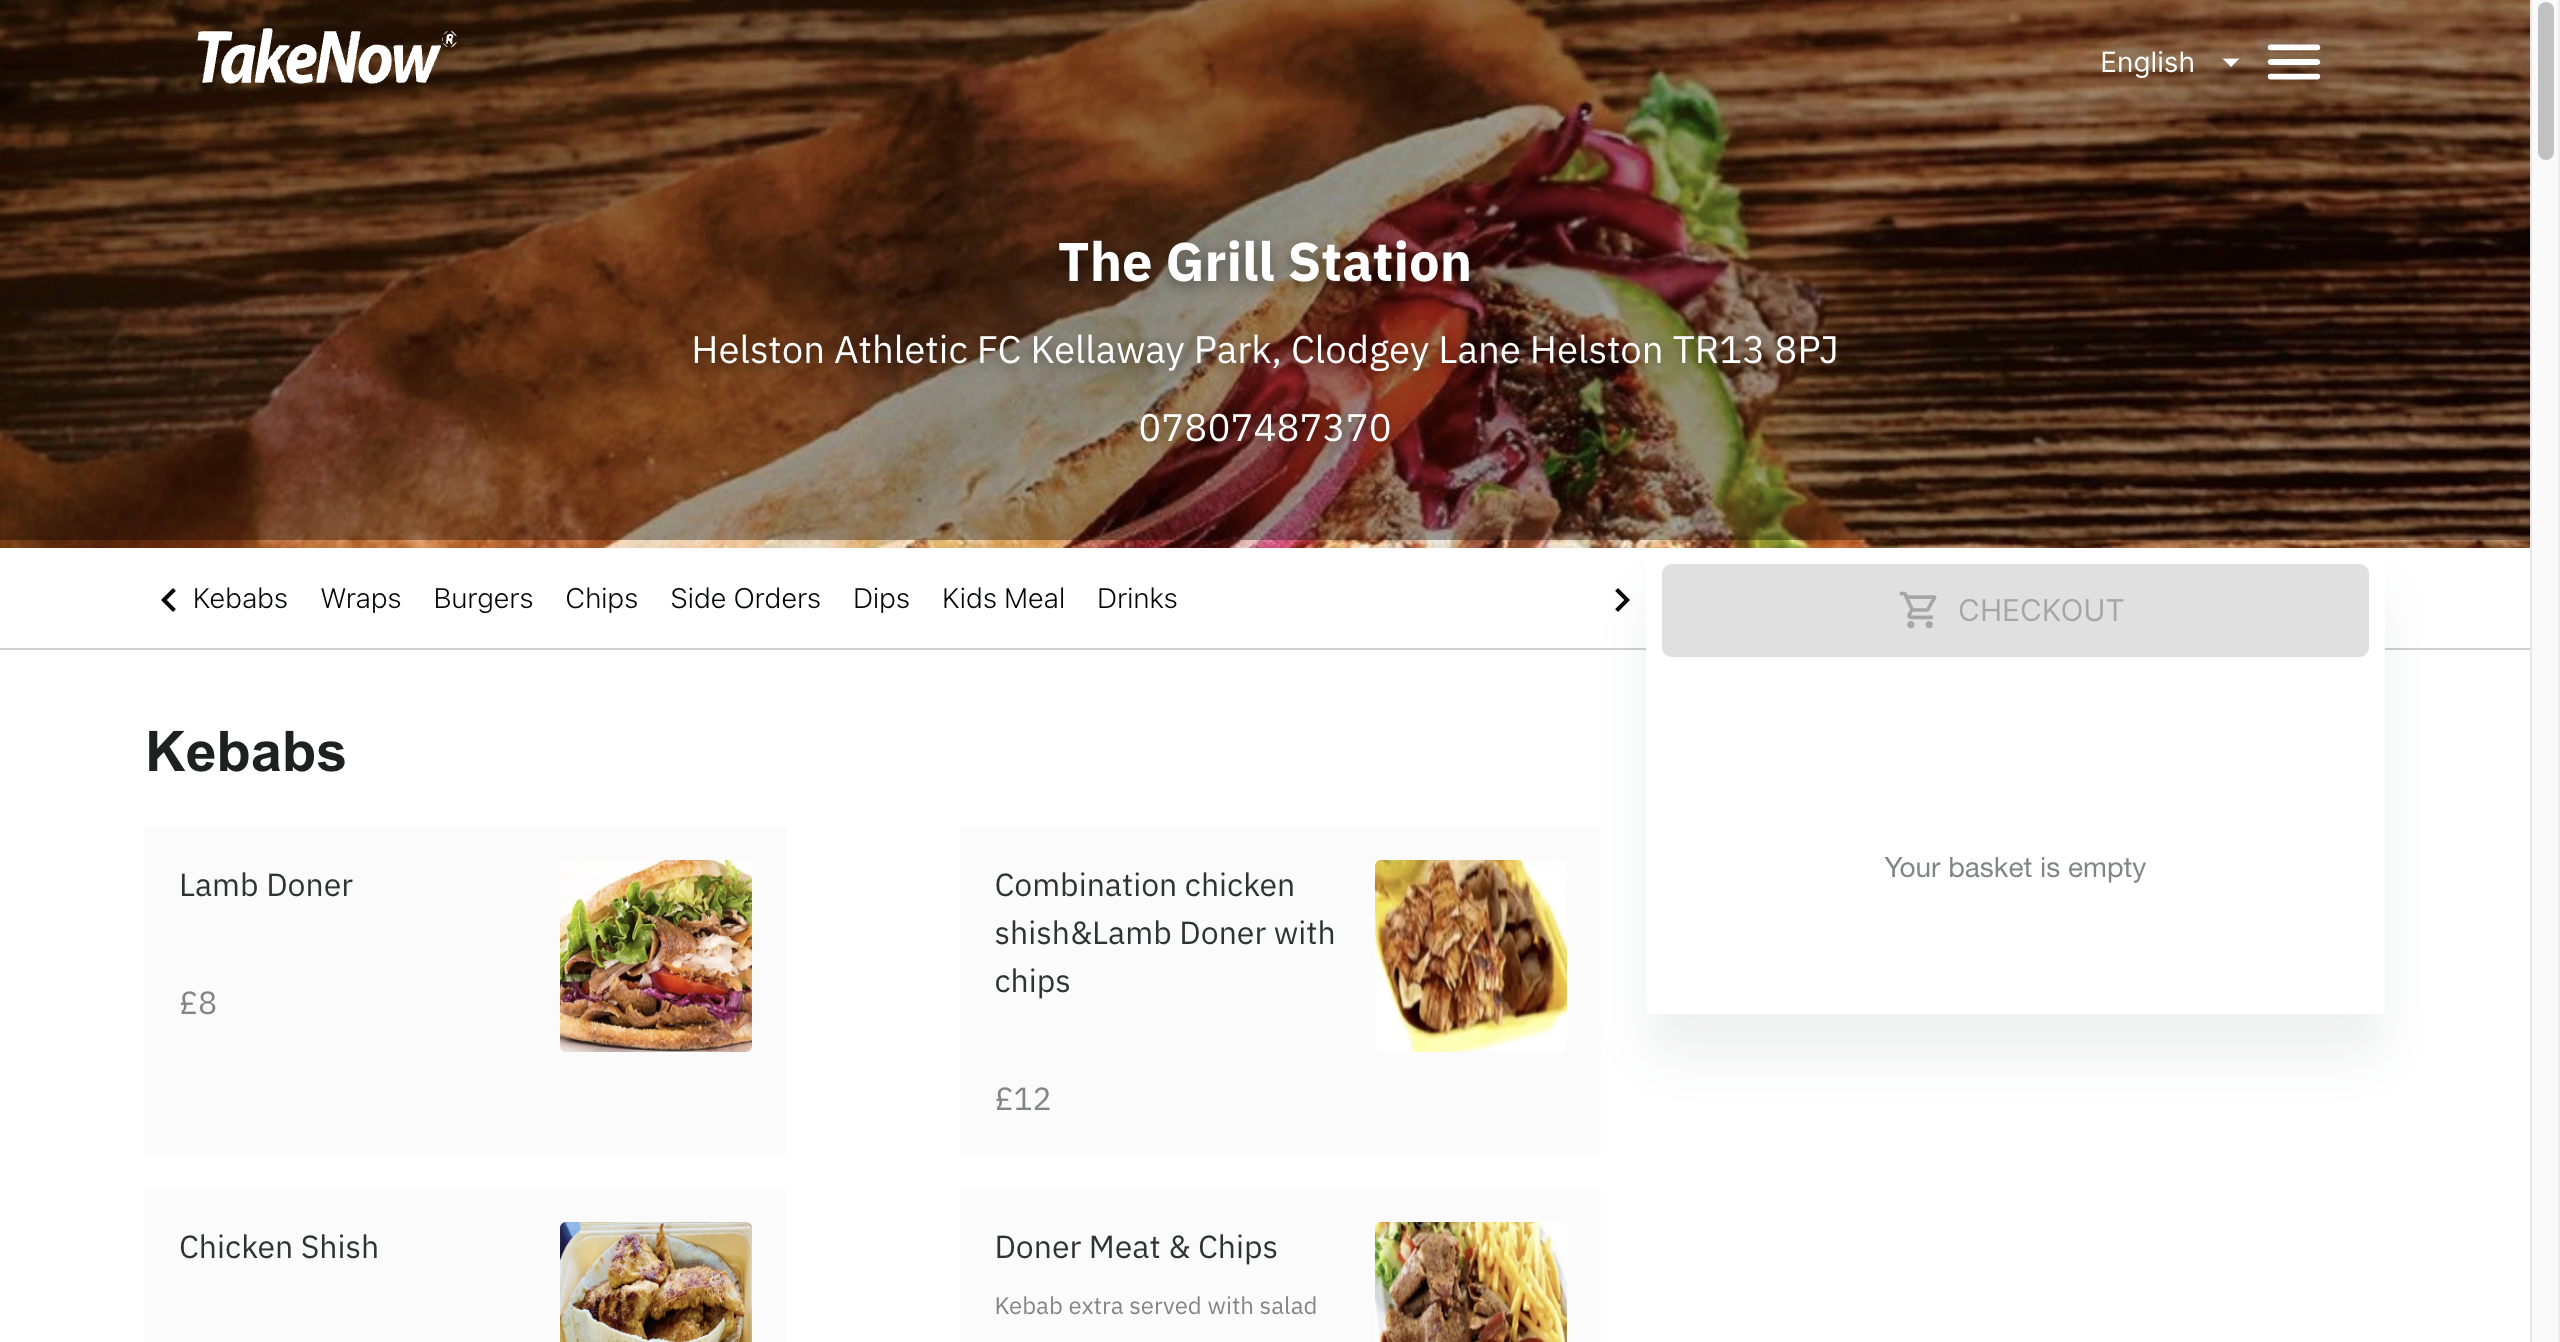 TakeNow®
English
The Grill Station
Helston Athletic FC Kellaway Park, Clodgey Lane Helston TR13 8PJ
07807487370
Kebabs Wraps Burgers Chips Side Orders Dips Kids Meal Drinks
CHECKOUT
Your basket is empty
Kebabs
Lamb Doner
£8
Combination chicken
shish&Lamb Doner with
chips
£12
Chicken Shish
Doner Meat & Chips
Kebab extra served with salad